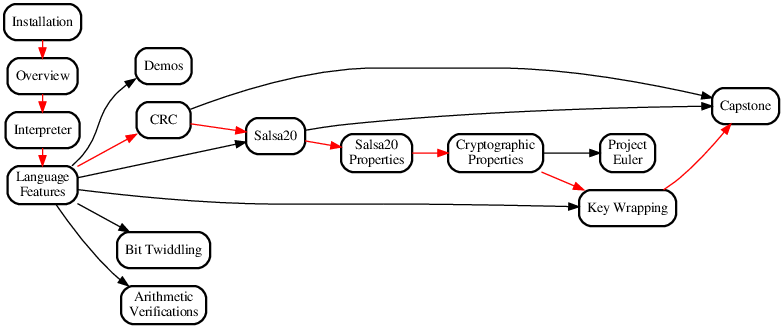 Installation
Overview
Interpreter
Language
Features
Demos
CRC
Bit Twiddling
Arithmetic
Verifications
Salsa20
Salsa20
Properties
Cryptographic
Properties
Project
Euler
Key Wrapping
Capstone